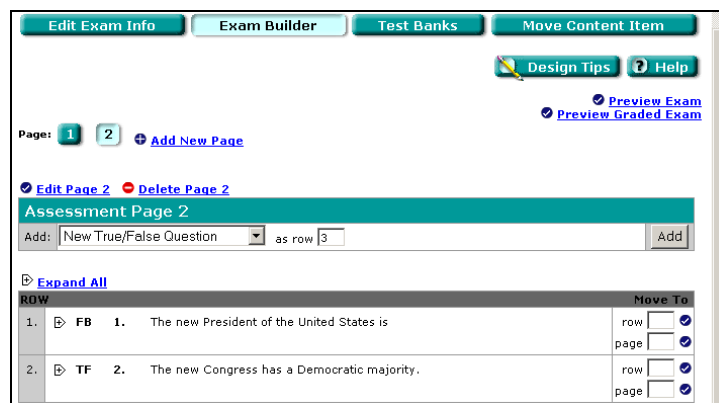 Edit Exam Info Exam Builder Test Banks Move Content Item
Design Tips ? Help
Preview Exam
Preview Graded Exam
Page: 1 2 Add New Page
Edit Page 2 Delete Page 2
Assessment Page 2
Add: New True/False Question as row 3 Add
Expand All
ROW Move To
1. FB 1. The new President of the United States is row
page
2. TF 2. The new Congress has a Democratic majority. row
page